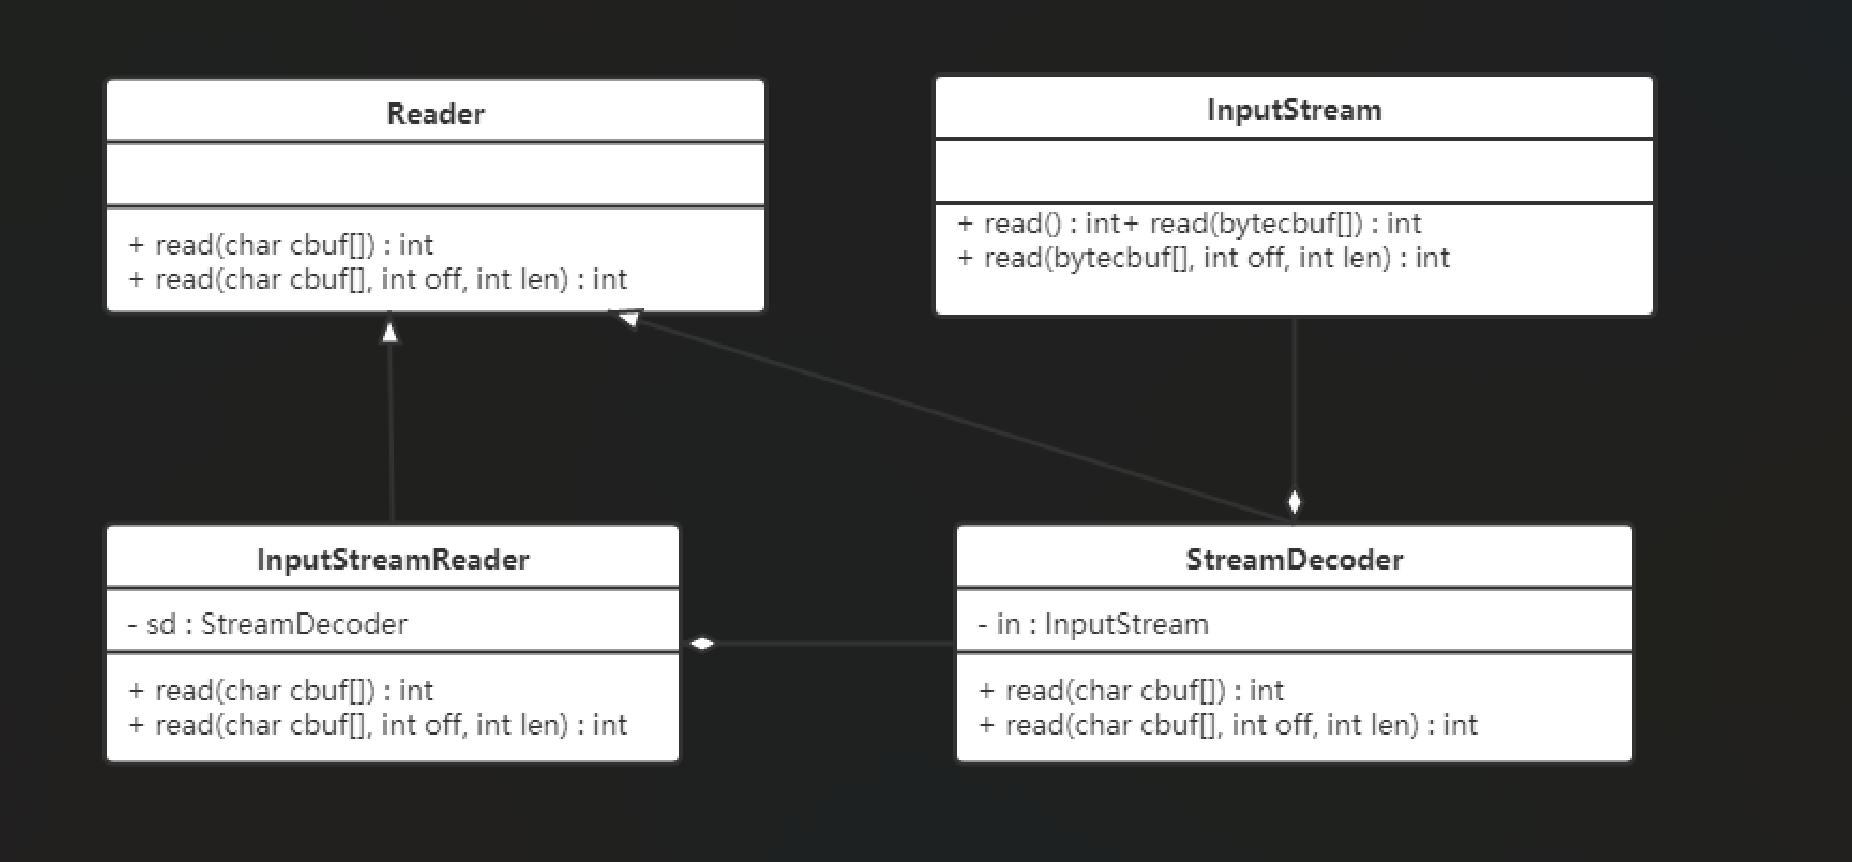 Reader
+ read(char cbuf[]) : int
+ read(char cbuf[], int off, int len) : int
InputStream
+ read() : int+ read(bytecbuf[]) : int
+ read(bytecbuf[], int off, int len) : int
InputStreamReader
- sd : StreamDecoder
+ read(char cbuf[]) : int
+ read(char cbuf[], int off, int len) : int
StreamDecoder
- in : InputStream
+ read(char cbuf[]) : int
+ read(char cbuf[], int off, int len) : int